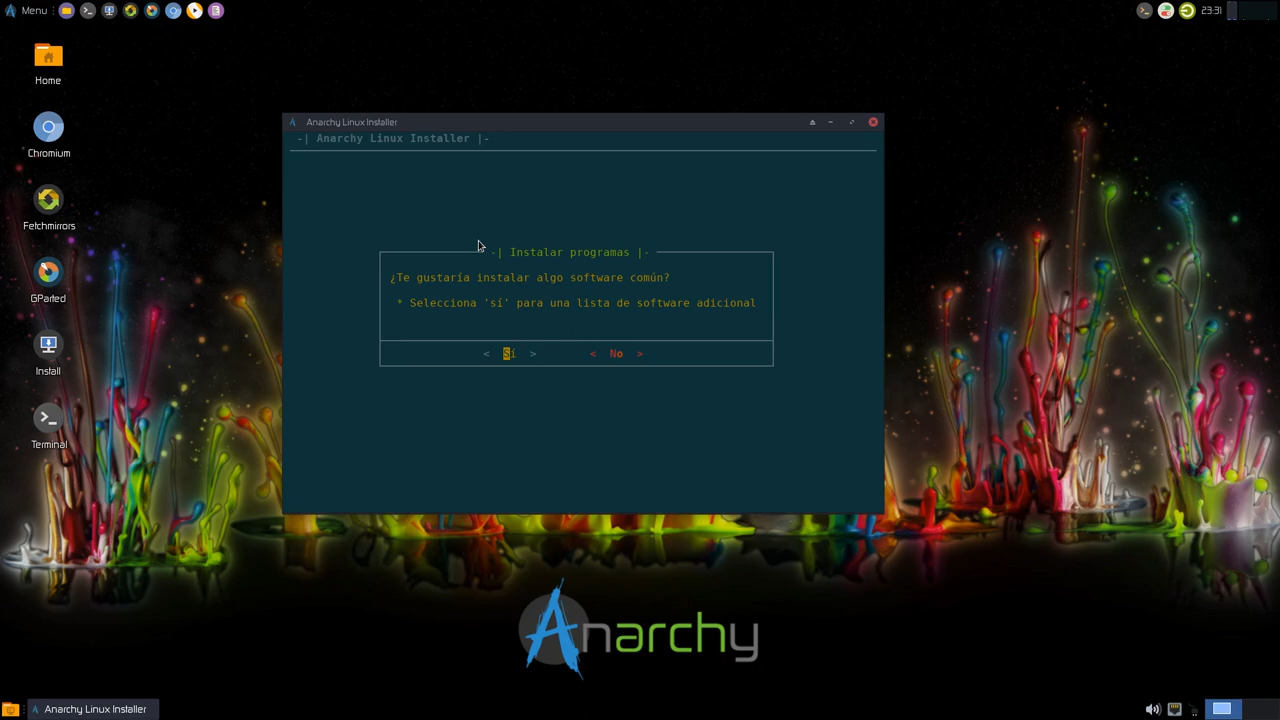 Menu
23:31
Home
Chromium
Fetchmirrors
GParted
Install
Terminal
Anarchy Linux Installer
-| Anarchy Linux Installer |-
-| Instalar programas |-
¿Te gustaría instalar algo software común?
* Selecciona 'sí' para una lista de software adicional
< Sí > < No >
Anarchy
Anarchy Linux Installer